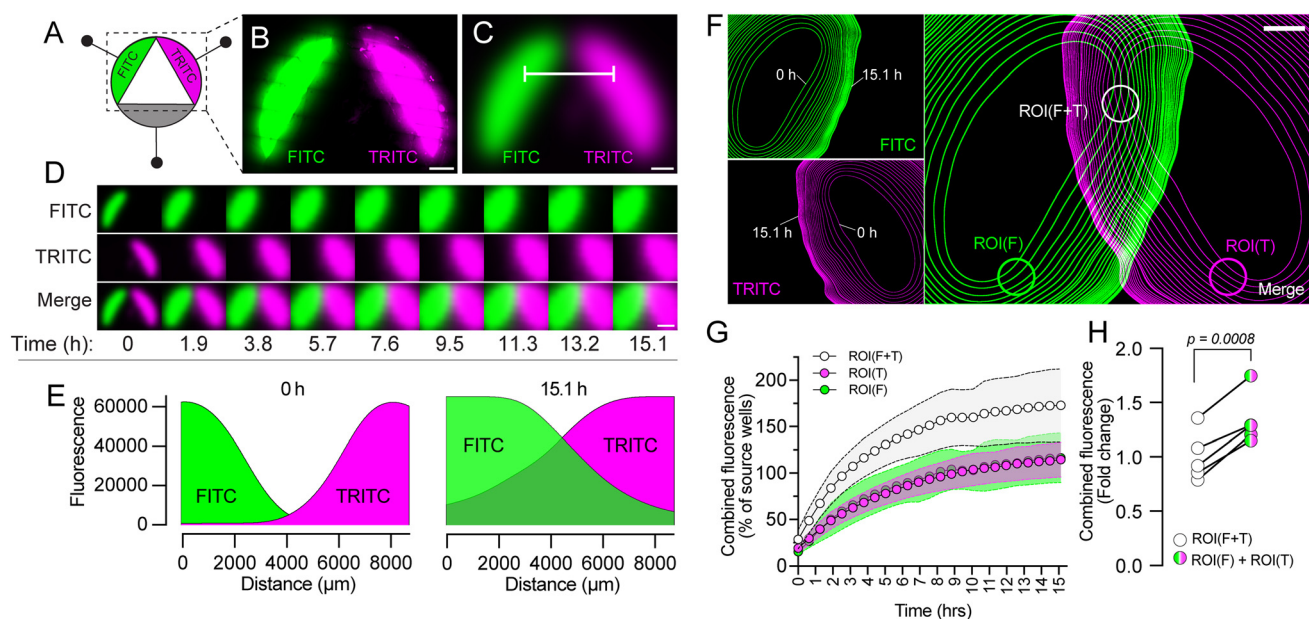 A
FITC
TRITC
B
FITC
TRITC
C
FITC
TRITC
D
FITC
TRITC
Merge
Time (h): 0 1.9 3.8 5.7 7.6 9.5 11.3 13.2 15.1
E
0 h
15.1 h
Fluorescence
60000
40000
20000
0
FITC
TRITC
FITC
TRITC
0 2000 4000 6000 8000
Distance (µm)
0 2000 4000 6000 8000
Distance (µm)
F
0 h
15.1 h
FITC
15.1 h
0 h
TRITC
ROI(F+T)
ROI(F)
ROI(T)
Merge
G
Combined fluorescence
(% of source wells)
200
150
100
50
0
ROI(F+T)
ROI(T)
ROI(F)
0 1 2 3 4 5 6 7 8 9 10 11 12 13 14 15
Time (hrs)
H
p = 0.0008
Combined fluorescence
(Fold change)
2.0
1.5
1.0
0.5
0.0
ROI(F+T)
ROI(F) + ROI(T)